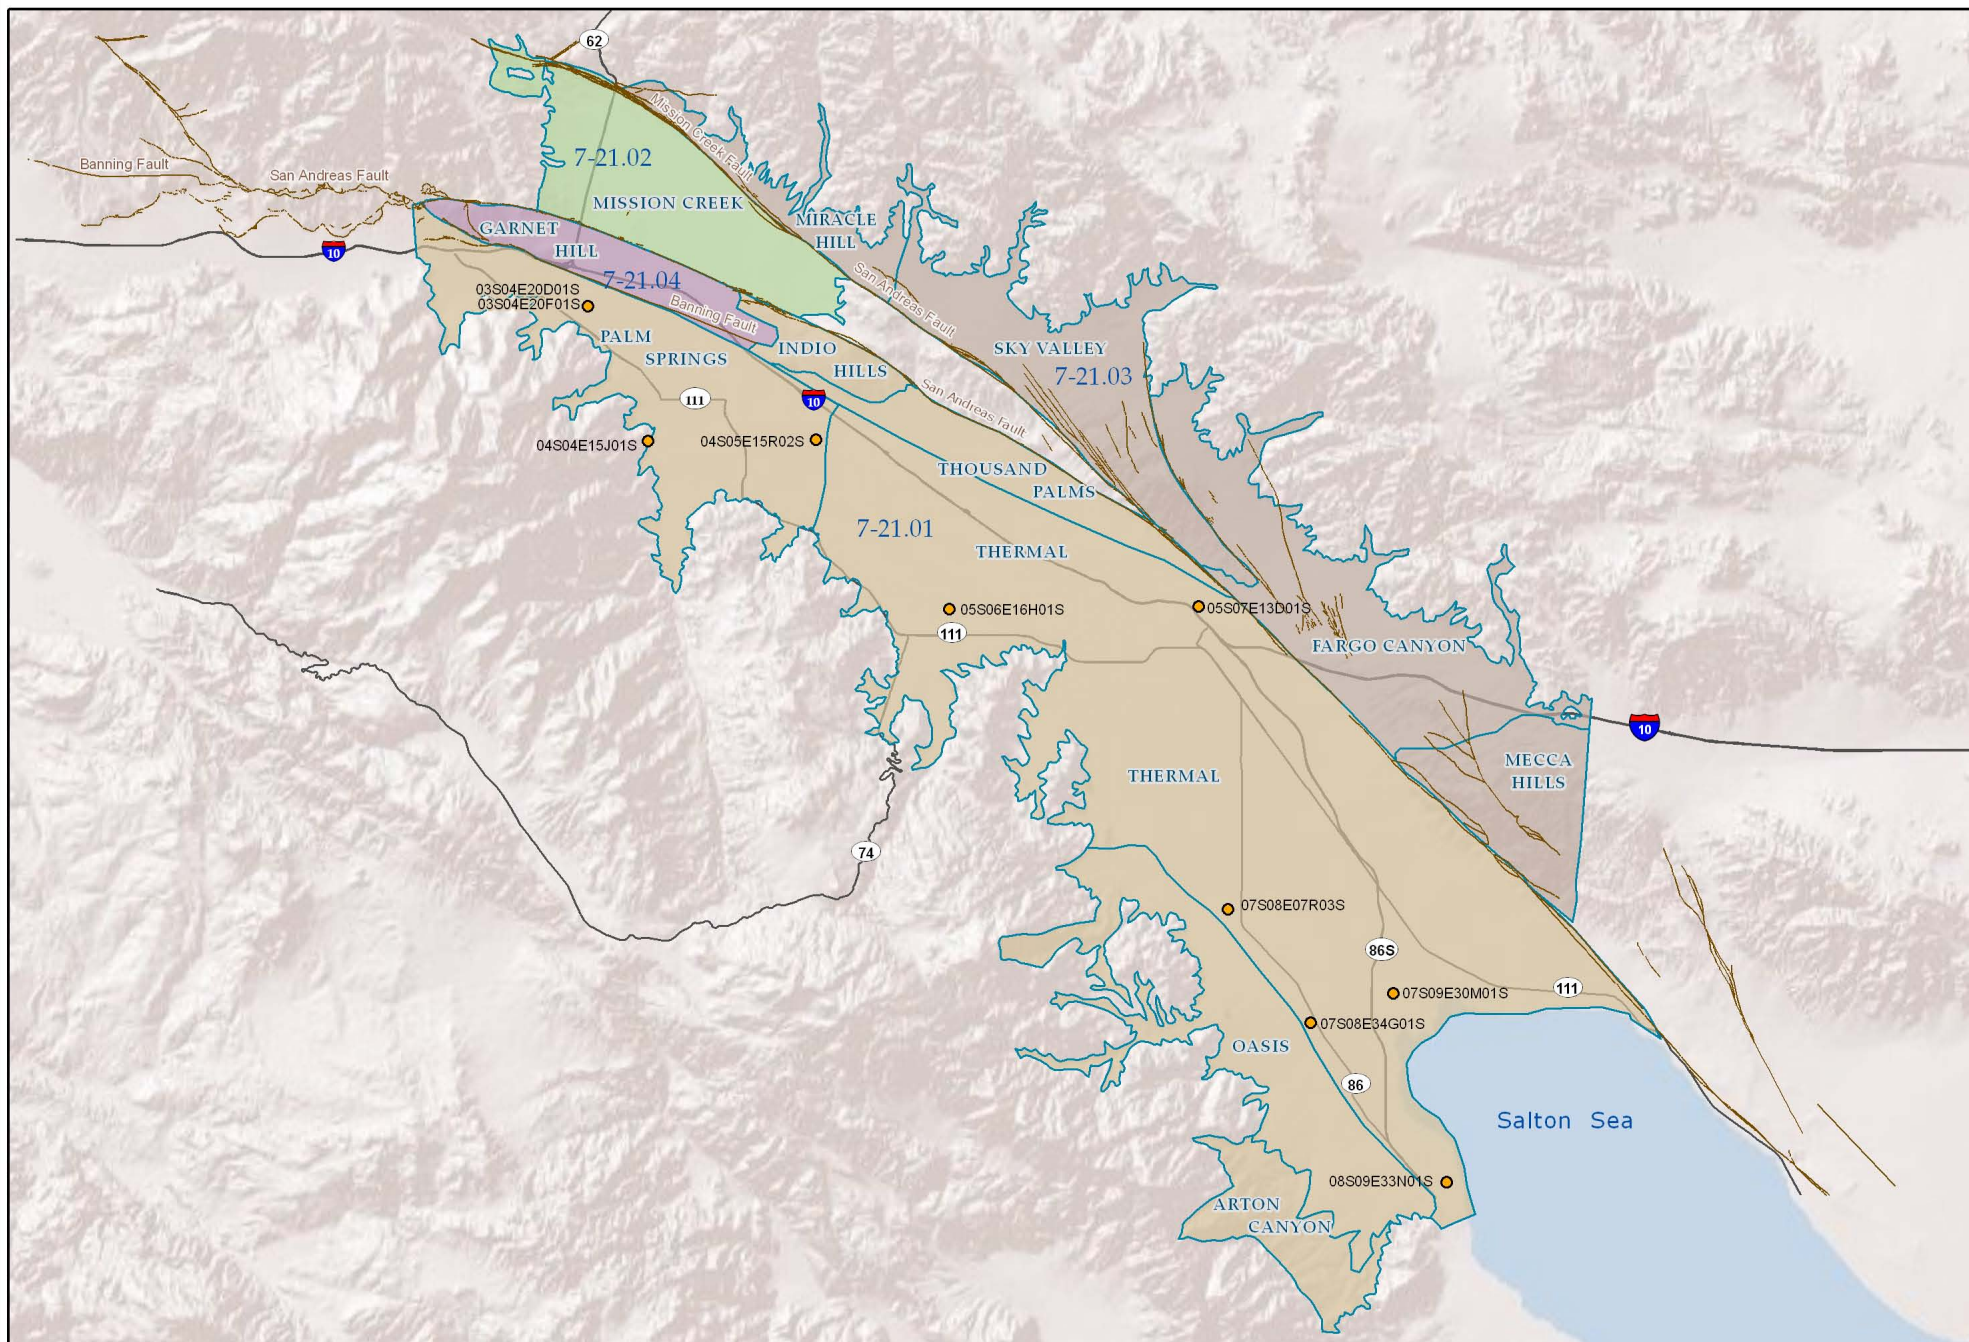 62
Mission Creek Fault
7-21.02
Banning Fault
San Andreas Fault
MISSION CREEK
GARNET
HILL
MIRACLE
HILL
10
7-21.04
03S04E20D01S
03S04E20F01S
San Andreas Fault
Banning Fault
PALM
SPRINGS
INDIO
HILLS
SKY VALLEY
7-21.03
111
10
San Andreas Fault
04S04E15J01S
04S05E15R02S
THOUSAND
PALMS
7-21.01
THERMAL
05S06E16H01S
05S07E13D01S
111
FARGO CANYON
10
MECCA
HILLS
THERMAL
74
07S08E07R03S
86S
111
07S09E30M01S
07S08E34G01S
OASIS
86
Salton Sea
08S09E33N01S
ARTON
CANYON